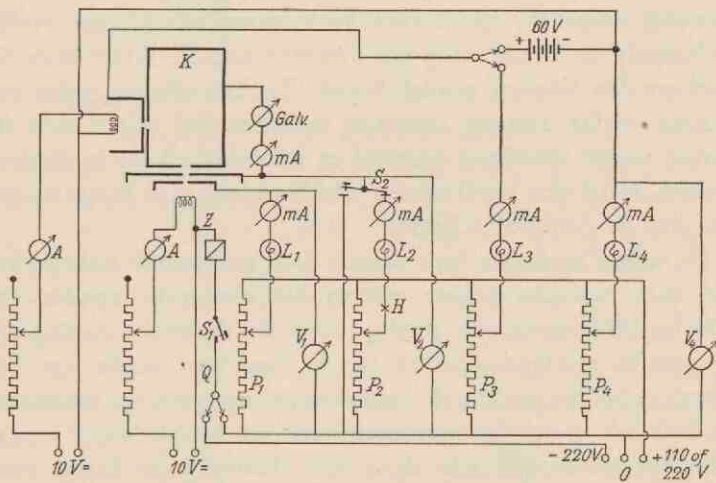 60V
+ −
K
Galv.
mA
S2
mA mA mA mA
Z
A A L1 L2 L3 L4
H
S1 V1 V2 V4
Q P1 P2 P3 P4
10V= 10V= −220V 0 +110 of
220 V